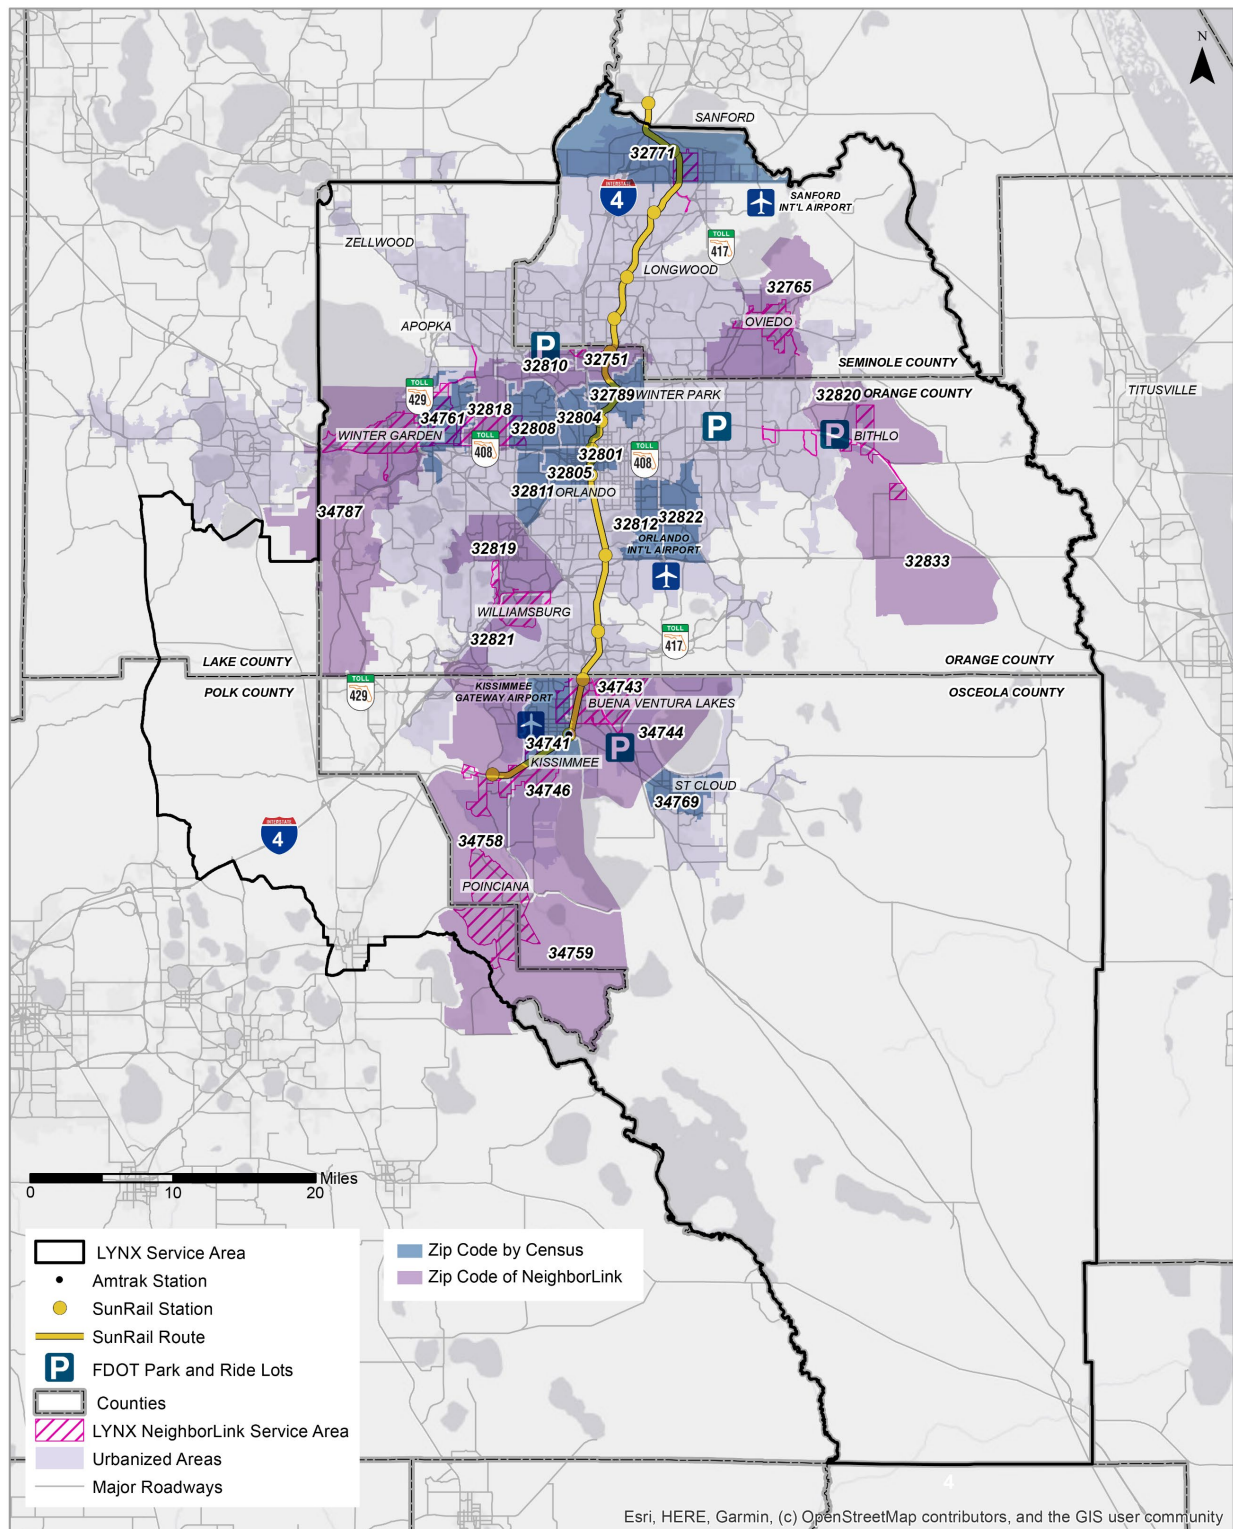 N
SANFORD
32771
INTERSTATE
4
SANFORD
INT'L AIRPORT
TOLL
417
ZELLWOOD
LONGWOOD
32765
OVIEDO
APOPKA
32751
32810
SEMINOLE COUNTY
ORANGE COUNTY
TITUSVILLE
TOLL
429
32789
WINTER PARK
32820
34761
32818
32804
32808
WINTER GARDEN
P
P
P
BITHLO
TOLL
408
TOLL
408
32801
32805
32811
ORLANDO
34787
32812
32822
ORLANDO
INT'L AIRPORT
32819
32833
WILLIAMSBURG
32821
TOLL
417
LAKE COUNTY
ORANGE COUNTY
POLK COUNTY
OSCEOLA COUNTY
TOLL
429
KISSIMMEE
GATEWAY AIRPORT
34743
BUENA VENTURA LAKES
34744
34741
P
KISSIMMEE
34746
ST CLOUD
34769
INTERSTATE
4
34758
POINCIANA
34759
Miles
0 10 20
LYNX Service Area
Amtrak Station
SunRail Station
SunRail Route
P FDOT Park and Ride Lots
Counties
LYNX NeighborLink Service Area
Urbanized Areas
Major Roadways
Zip Code by Census
Zip Code of NeighborLink
4
Esri, HERE, Garmin, (c) OpenStreetMap contributors, and the GIS user community